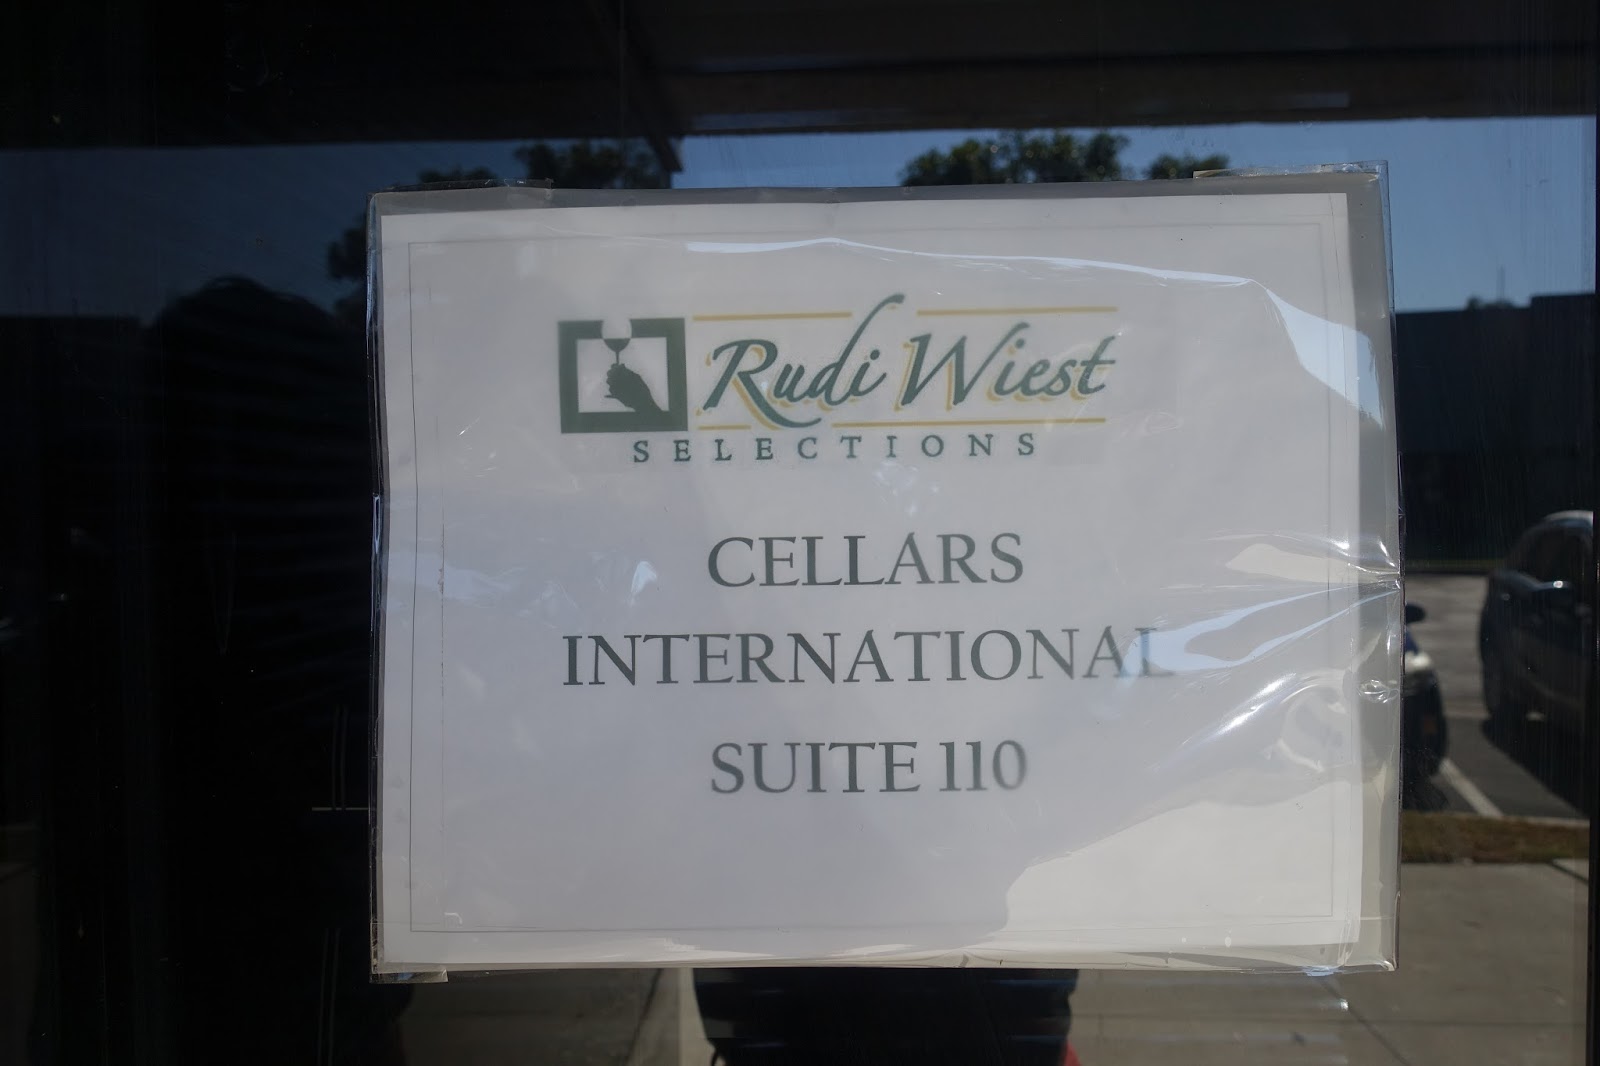 Rudi Wiest
SELECTIONS
CELLARS
INTERNATIONAL
SUITE 110